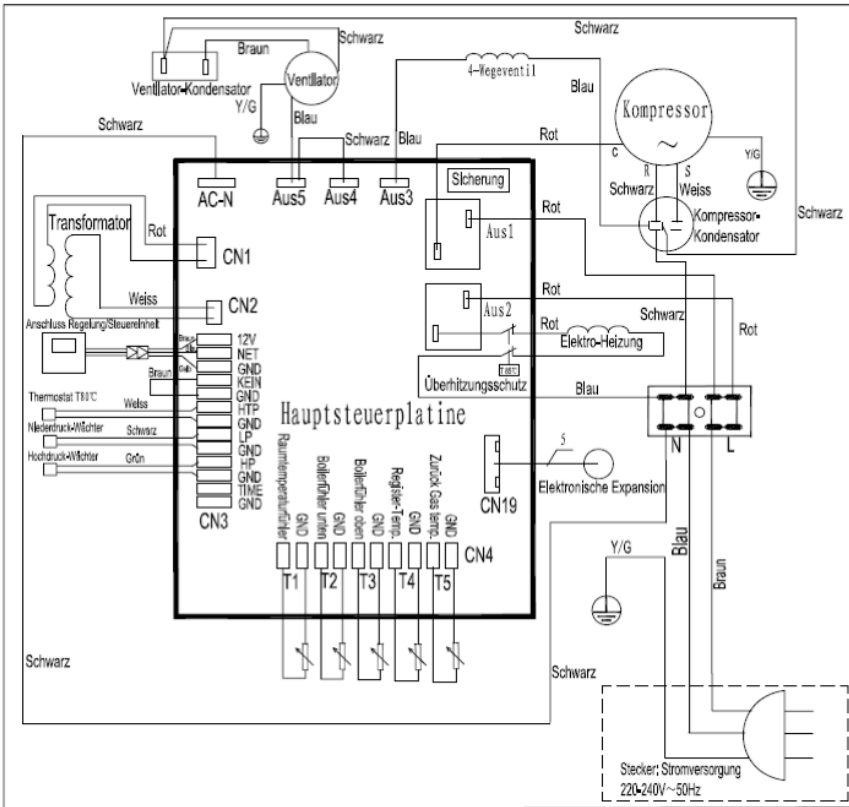 Schwarz
Schwarz
Braun
Ventilator
Ventilator-Kondensator
Y/G
4-Wegeventil
Blau
Kompressor
~
Schwarz
Blau
Schwarz
Blau
Rot
C
R
S
Y/G
Schwarz
Weiss
Kompressor-
Kondensator
Schwarz
AC-N
Aus5
Aus4
Aus3
Sicherung
Rot
Transformator
Rot
CN1
Aus1
Rot
Weiss
CN2
Aus2
Rot
Schwarz
Rot
Elektro-Heizung
Rot
Anschluss Regelung/Steuereinheit
Braun
12V
NET
Gelb
GND
Braun
KEIN
GND
Überhitzungsschutz
Blau
Thermostat T80℃
Weiss
HTP
GND
Niederdruck-Wächter
Schwarz
LP
GND
Hochdruck-Wächter
Grün
HP
GND
TIME
GND
CN3
Hauptsteuerplatine
N
L
5
CN19
Elektronische Expansion
Raumtemperaturfühler
GND
Boilerfühler unten
GND
Boilerfühler oben
GND
Register-Temp.
GND
Zurück Gas temp.
GND
CN4
T1
T2
T3
T4
T5
Y/G
Blau
Braun
Schwarz
Schwarz
Stecker: Stromversorgung
220-240V~50Hz